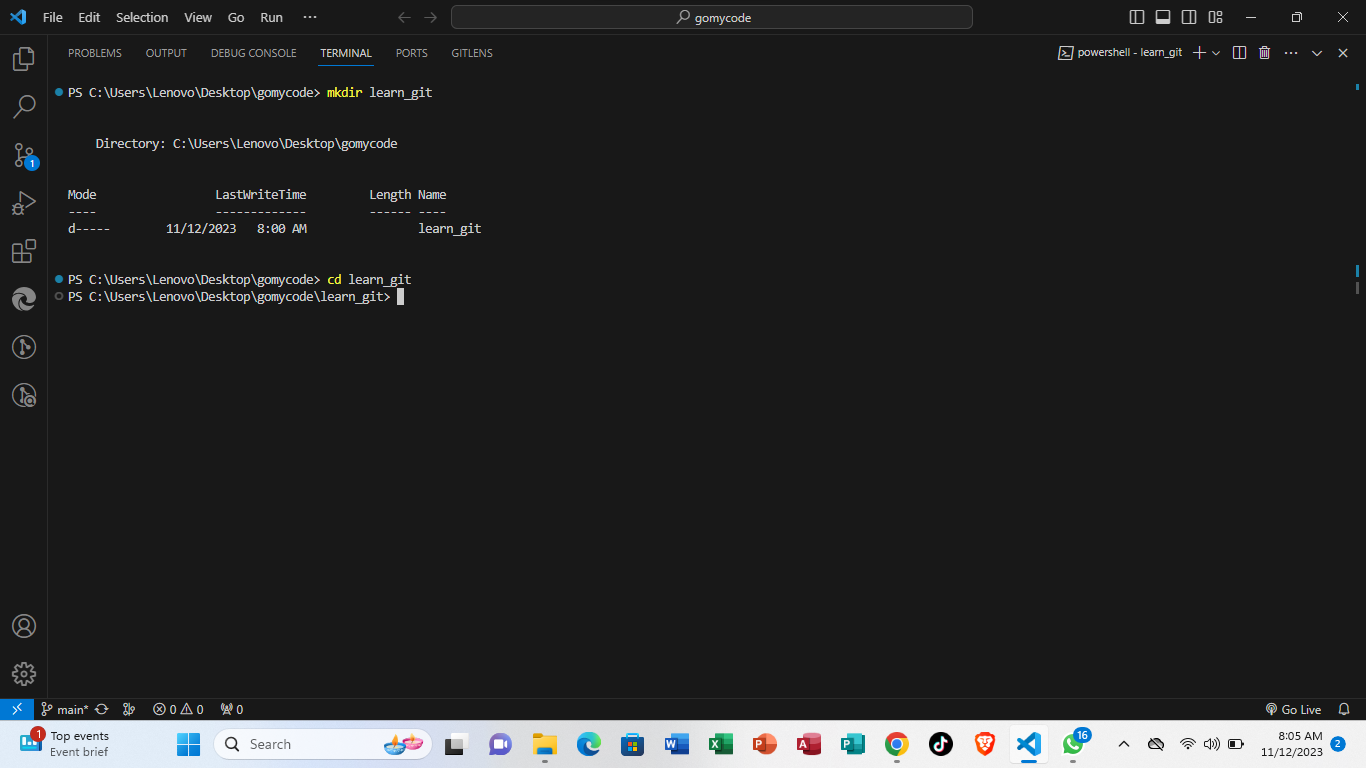 File Edit Selection View Go Run ···
gomycode
PROBLEMS OUTPUT DEBUG CONSOLE TERMINAL PORTS GITLENS
powershell - learn_git
PS C:\Users\Lenovo\Desktop\gomycode> mkdir learn_git
Directory: C:\Users\Lenovo\Desktop\gomycode
Mode LastWriteTime Length Name
---- ------------- ------ ----
d----- 11/12/2023 8:00 AM learn_git
PS C:\Users\Lenovo\Desktop\gomycode> cd learn_git
PS C:\Users\Lenovo\Desktop\gomycode\learn_git>
1
main* 0 0 0
Go Live
1
Top events
Event brief
Search
W X P A P
16
8:05 AM
11/12/2023
2